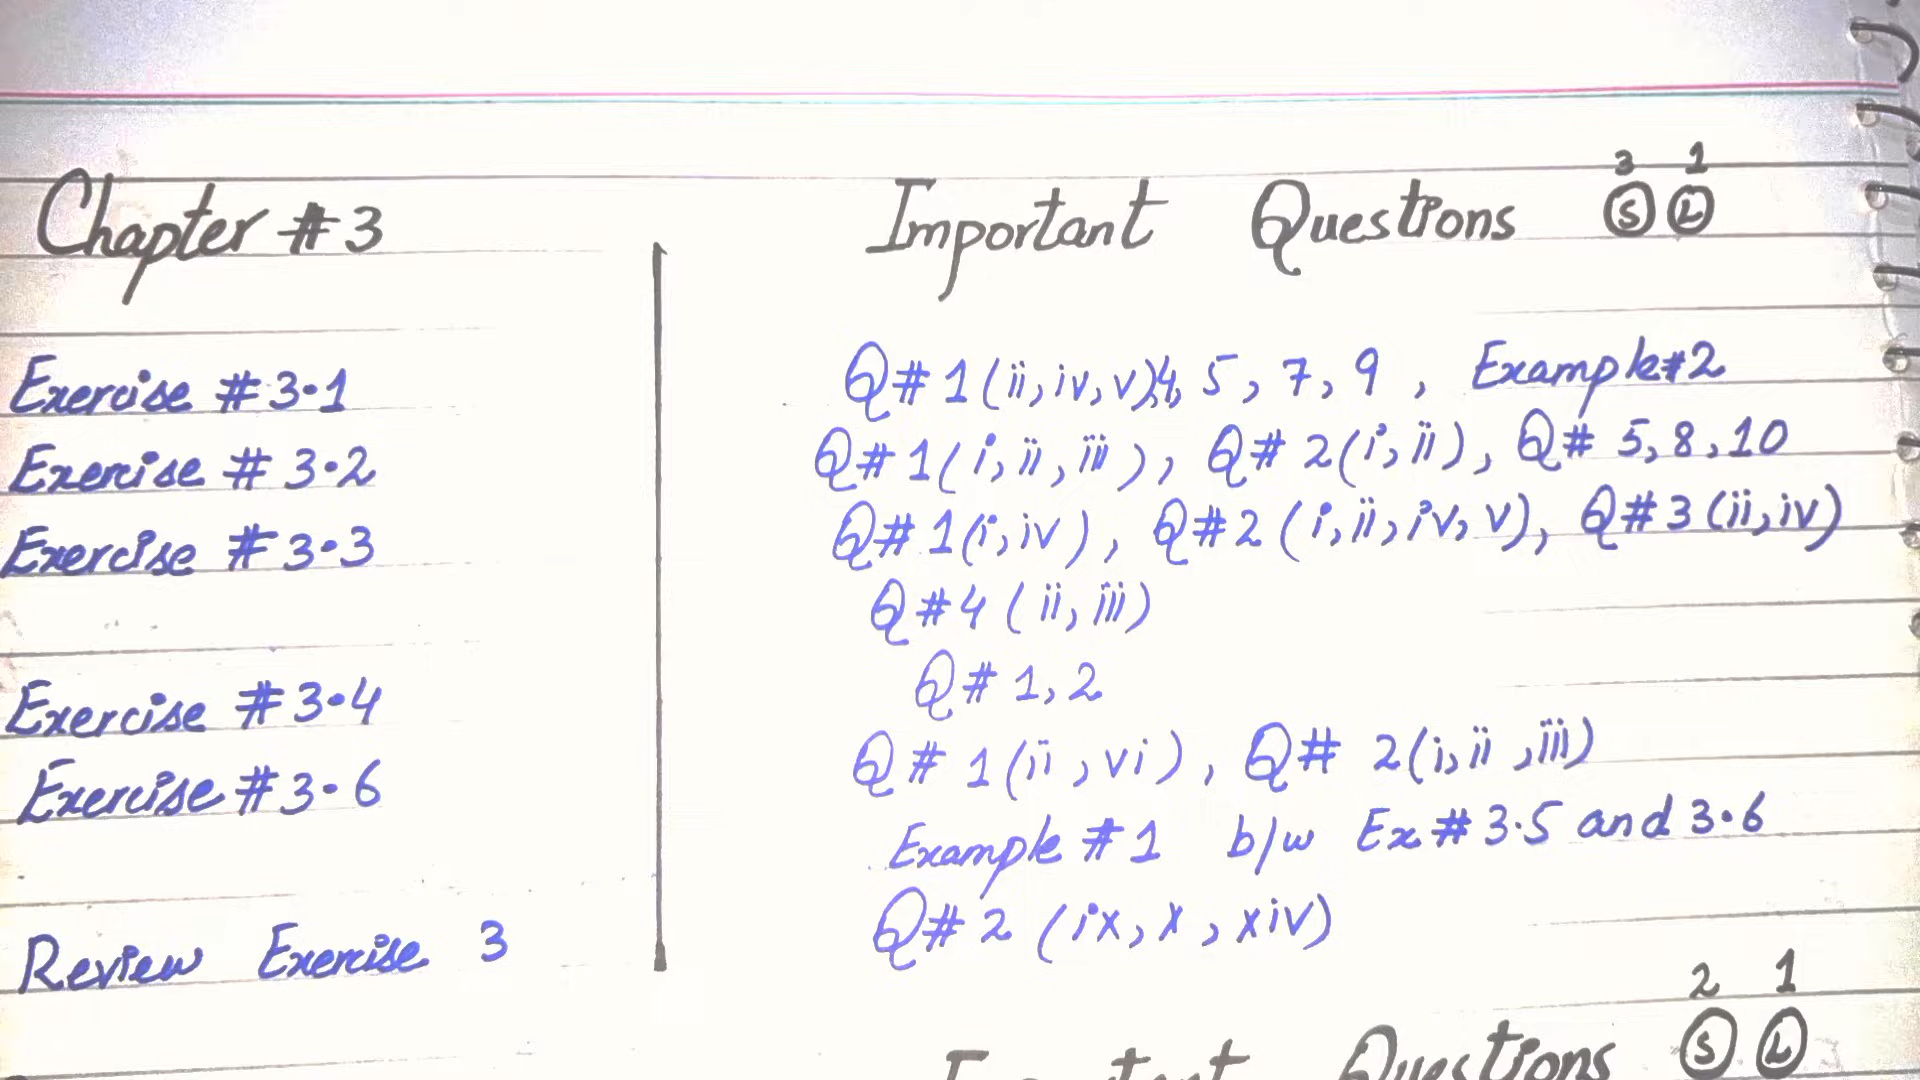 3 1
Chapter # 3 Important Questions S L
Exercise # 3.1 Q# 1 (ii, iv, v), 4, 5, 7, 9, Example # 2
Exercise # 3.2 Q# 1 (i, ii, iii), Q# 2 (i, ii), Q# 5, 8, 10
Exercise # 3.3 Q# 1 (i, iv), Q# 2 (i, ii, iv, v), Q# 3 (ii, iv)
Q# 4 (ii, iii)
Exercise # 3.4 Q# 1, 2
Exercise # 3.6 Q# 1 (ii, vi), Q# 2 (i, ii, iii)
Example # 1 b/w Ex # 3.5 and 3.6
Review Exercise 3 Q# 2 (ix, x, xiv)
2 1
Important Questions S L